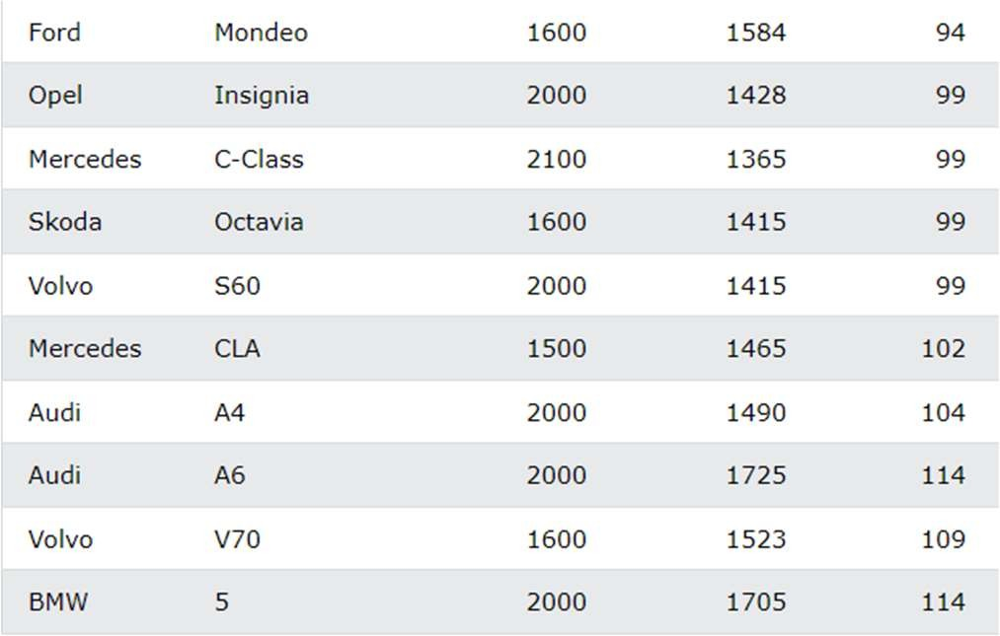 Ford Mondeo 1600 1584 94
Opel Insignia 2000 1428 99
Mercedes C-Class 2100 1365 99
Skoda Octavia 1600 1415 99
Volvo S60 2000 1415 99
Mercedes CLA 1500 1465 102
Audi A4 2000 1490 104
Audi A6 2000 1725 114
Volvo V70 1600 1523 109
BMW 5 2000 1705 114